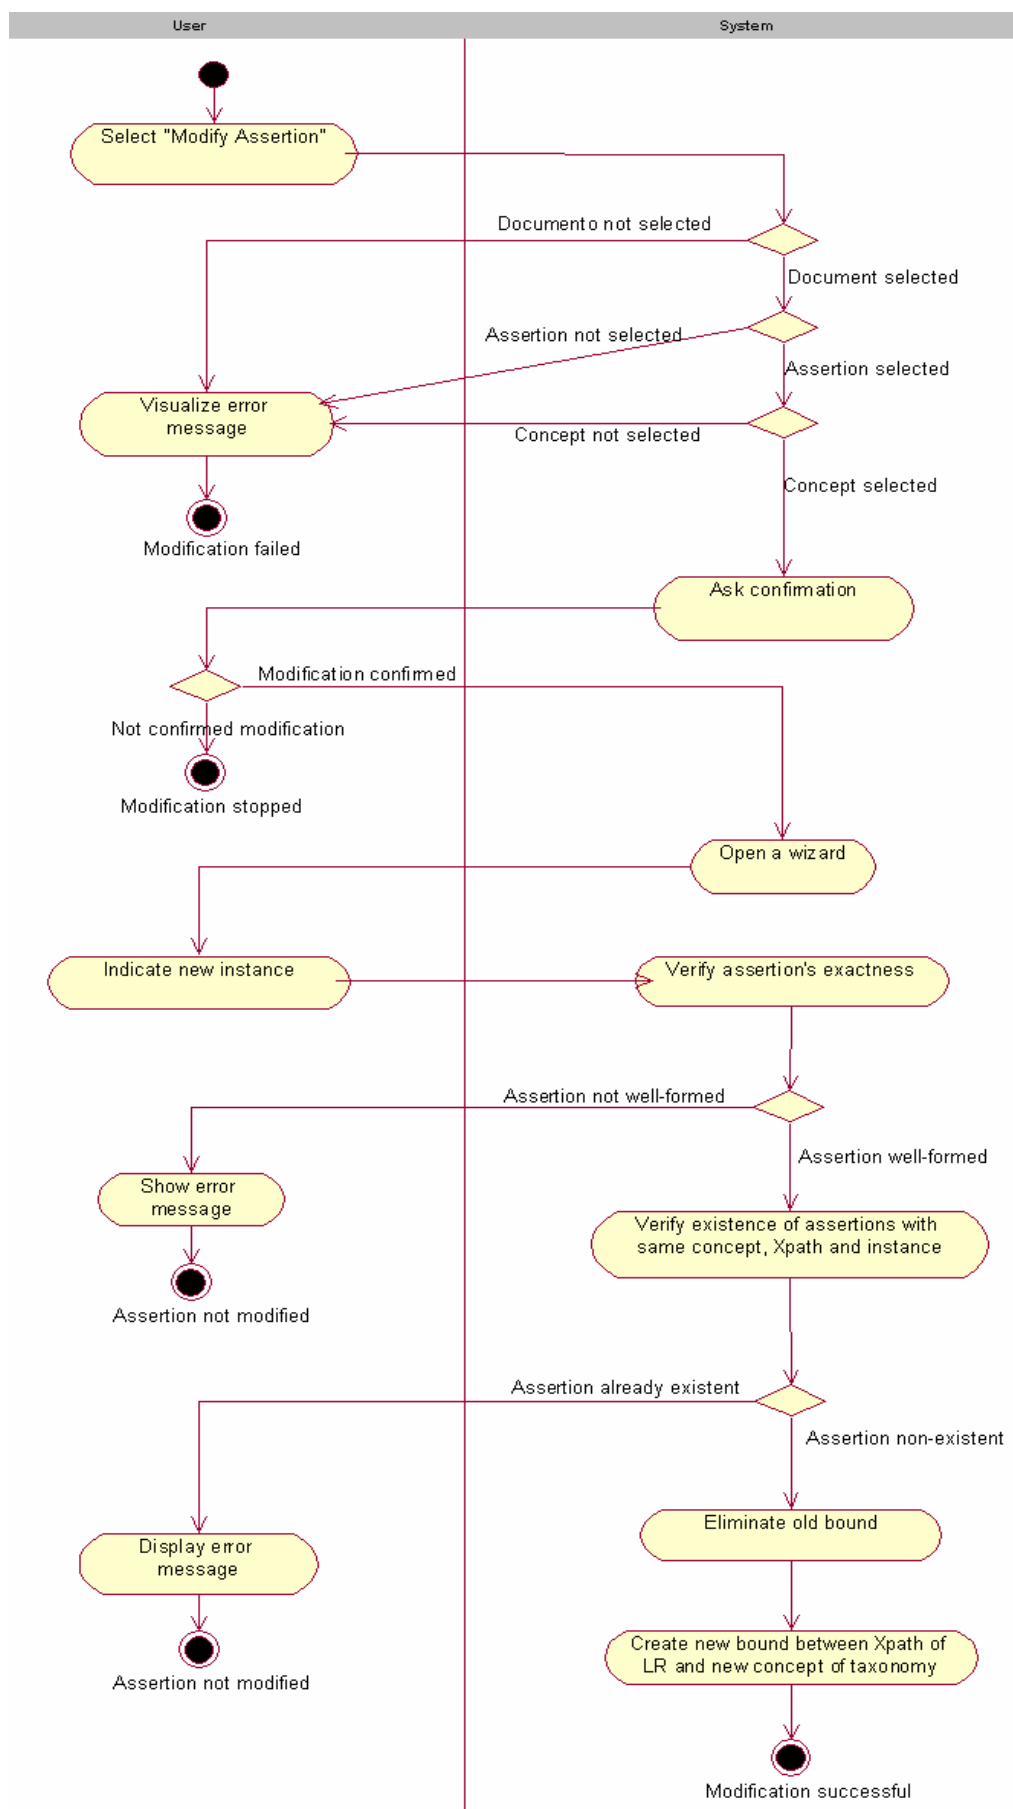 User
System
Select "Modify Assertion"
Documento not selected
Document selected
Assertion not selected
Assertion selected
Visualize error
message
Concept not selected
Concept selected
Modification failed
Ask confirmation
Modification confirmed
Not confirmed modification
Modification stopped
Open a wizard
Indicate new instance
Verify assertion's exactness
Assertion not well-formed
Assertion well-formed
Show error
message
Verify existence of assertions with
same concept, Xpath and instance
Assertion not modified
Assertion already existent
Assertion non-existent
Eliminate old bound
Display error
message
Create new bound between Xpath of
LR and new concept of taxonomy
Assertion not modified
Modification successful